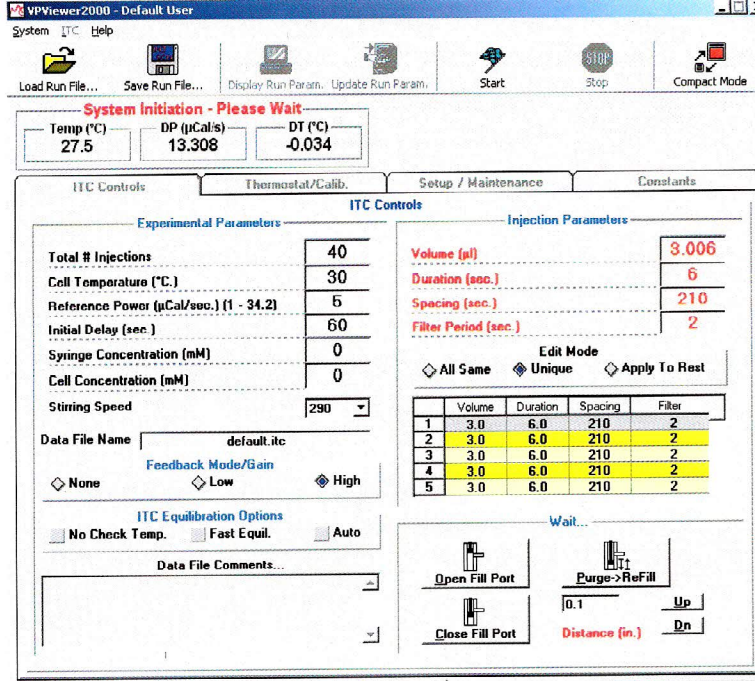 VPViewer2000 - Default User
System ITC Help
Load Run File... Save Run File... Display Run Param. Update Run Param. Start Stop Compact Mode
STOP
System Initiation - Please Wait
Temp (°C) DP (µCal/s) DT (°C)
27.5 13.308 -0.034
ITC Controls Thermostat/Calib. Setup / Maintenance Constants
ITC Controls
Experimental Parameters
Total # Injections 40
Cell Temperature (°C.) 30
Reference Power (µCal/sec.) (1 - 34.2) 5
Initial Delay (sec.) 60
Syringe Concentration (mM) 0
Cell Concentration (mM) 0
Stirring Speed 290
Data File Name default.itc
Feedback Mode/Gain
None Low High
ITC Equilibration Options
No Check Temp. Fast Equil. Auto
Data File Comments...
Injection Parameters
Volume (µl) 3.006
Duration (sec.) 6
Spacing (sec.) 210
Filter Period (sec.) 2
Edit Mode
All Same Unique Apply To Rest
Volume Duration Spacing Filter
1 3.0 6.0 210 2
2 3.0 6.0 210 2
3 3.0 6.0 210 2
4 3.0 6.0 210 2
5 3.0 6.0 210 2
Wait...
Open Fill Port Purge->ReFill
0.1 Up
Close Fill Port Distance (in.) Dn